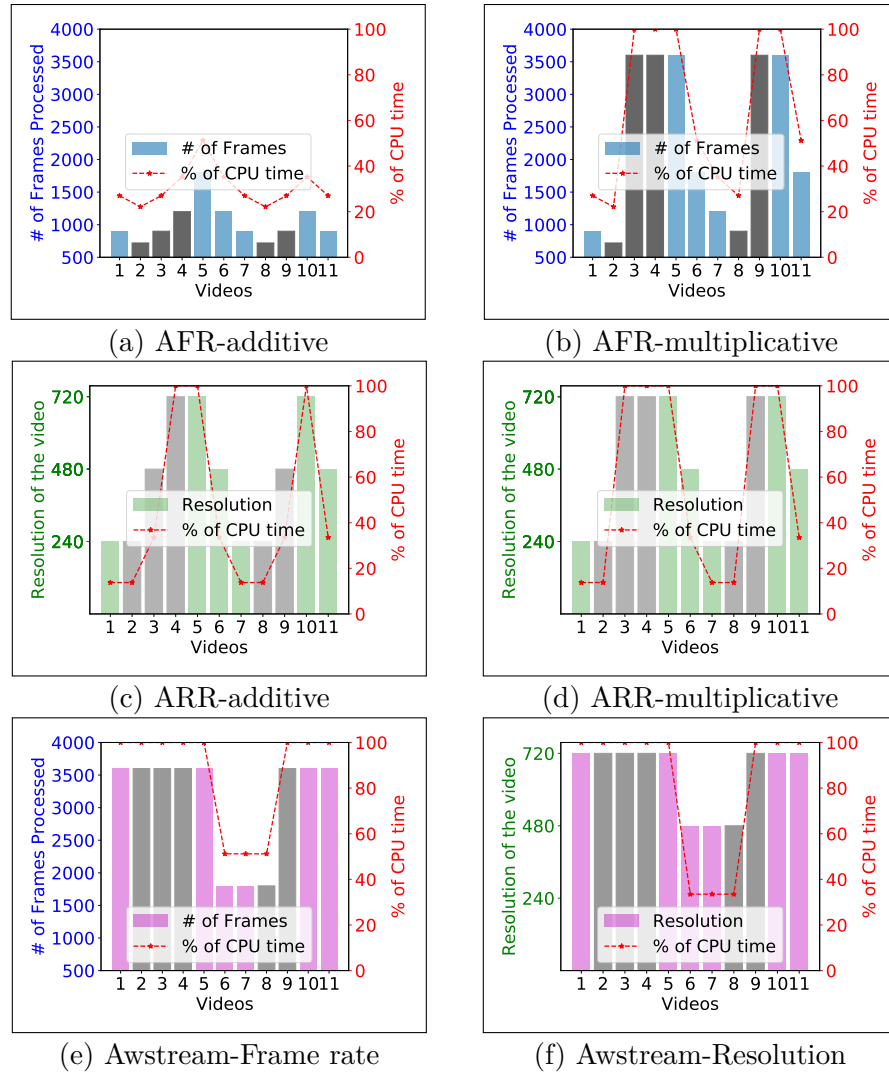 4000
3500
3000
2500
2000
1500
1000
500
# of Frames Processed
# of Frames
% of CPU time
100
80
60
40
20
0
% of CPU time
1 2 3 4 5 6 7 8 9 10 11
Videos
(a) AFR-additive
4000
3500
3000
2500
2000
1500
1000
500
# of Frames Processed
# of Frames
% of CPU time
100
80
60
40
20
0
% of CPU time
1 2 3 4 5 6 7 8 9 10 11
Videos
(b) AFR-multiplicative
720
480
240
Resolution of the video
Resolution
% of CPU time
100
80
60
40
20
0
% of CPU time
1 2 3 4 5 6 7 8 9 10 11
Videos
(c) ARR-additive
720
480
240
Resolution of the video
Resolution
% of CPU time
100
80
60
40
20
0
% of CPU time
1 2 3 4 5 6 7 8 9 10 11
Videos
(d) ARR-multiplicative
4000
3500
3000
2500
2000
1500
1000
500
# of Frames Processed
# of Frames
% of CPU time
100
80
60
40
20
0
% of CPU time
1 2 3 4 5 6 7 8 9 10 11
Videos
(e) Awstream-Frame rate
720
480
240
Resolution of the video
Resolution
% of CPU time
100
80
60
40
20
0
% of CPU time
1 2 3 4 5 6 7 8 9 10 11
Videos
(f) Awstream-Resolution